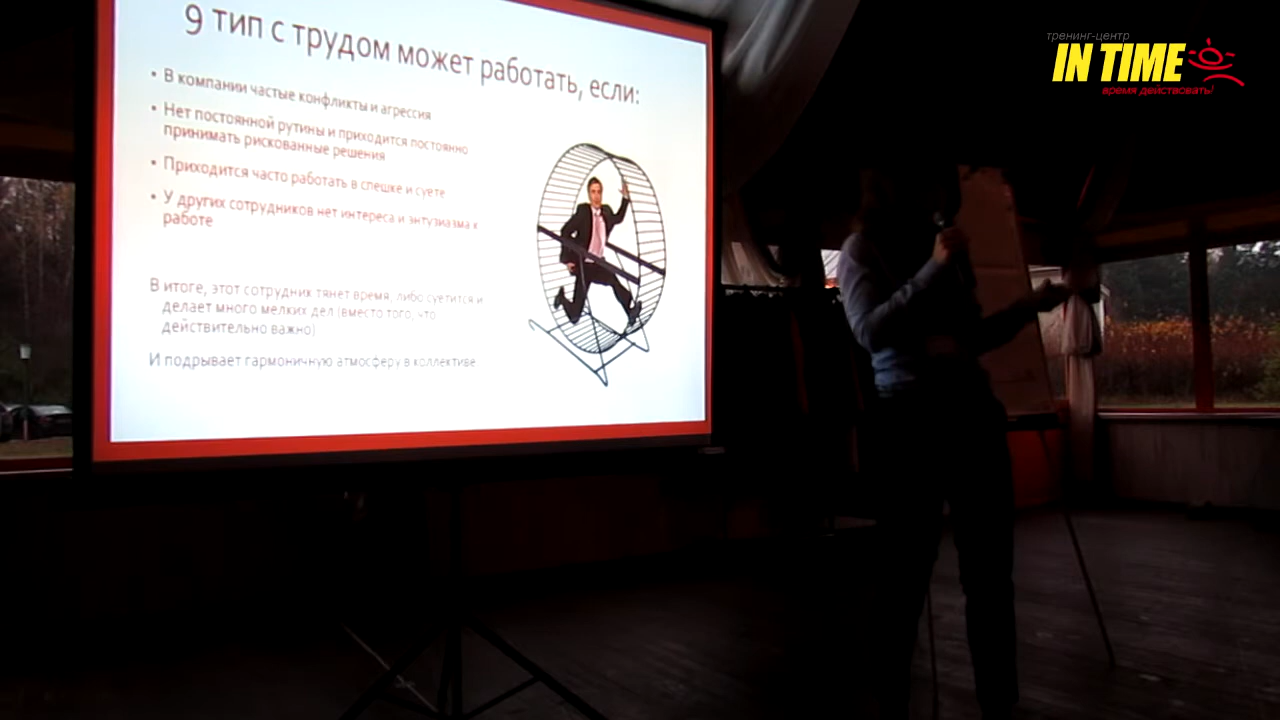 9 тип с трудом может работать, если:
• В компании частые конфликты и агрессия
• Нет постоянной рутины и приходится постоянно
принимать рискованные решения
• Приходится часто работать в спешке и суете
• У других сотрудников нет интереса и энтузиазма к
работе
В итоге, этот сотрудник тянет время, либо суетится и
делает много мелких дел (вместо того, что
действительно важно)
И подрывает гармоничную атмосферу в коллективе
тренинг-центр
IN TIME
время действовать!